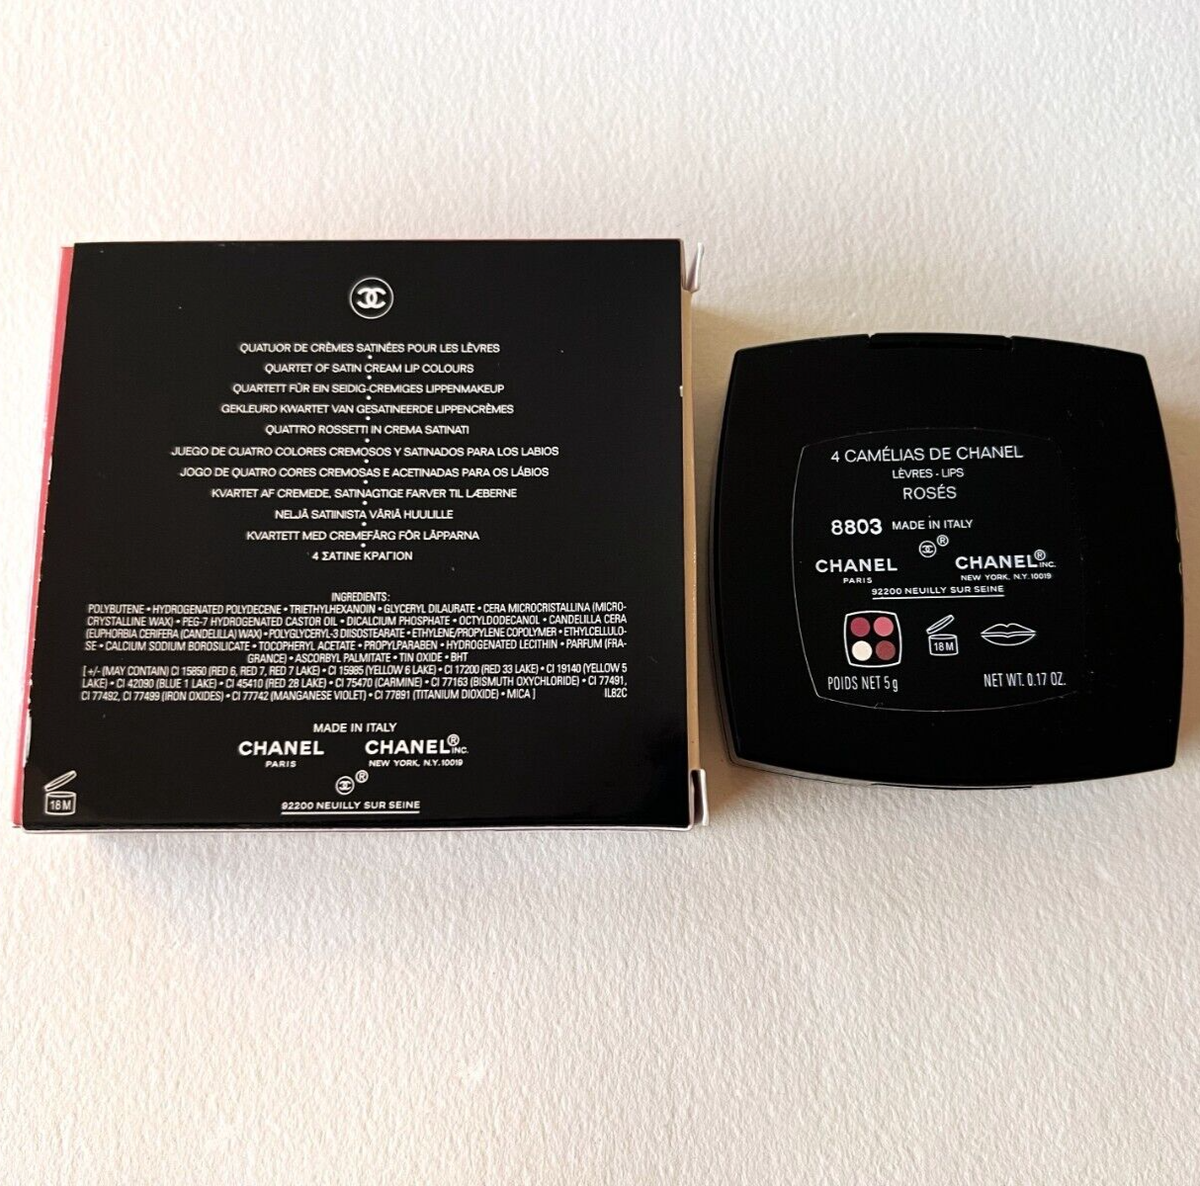 QUATUOR DE CRÈMES SATINÉES POUR LES LÈVRES
QUARTET OF SATIN CREAM LIP COLOURS
QUARTETT FÜR EIN SEIDIG-CREMIGES LIPPENMAKEUP
GEKLEURD KWARTET VAN GESATINEERDE LIPPENCRÈMES
QUATTRO ROSSETTI IN CREMA SATINATI
JUEGO DE CUATRO COLORES CREMOSOS Y SATINADOS PARA LOS LABIOS
JOGO DE QUATRO CORES CREMOSAS E ACETINADAS PARA OS LÁBIOS
KVARTET AF CREMEDE, SATINAGTIGE FARVER TIL LÆBERNE
NELJÄ SATIINISTA VÄRIÄ HUULILLE
KVARTETT MED CREMEFÄRG FÖR LÄPPARNA
4 ΣΑΤΙΝΕ ΚΡΑΓΙΟΝ
INGREDIENTS:
POLYBUTENE • HYDROGENATED POLYDECENE • TRIETHYLHEXANOIN • GLYCERYL DILAURATE • CERA MICROCRISTALLINA (MICRO-
CRYSTALLINE WAX) • PEG-7 HYDROGENATED CASTOR OIL • DICALCIUM PHOSPHATE • OCTYLDODECANOL • CANDELILLA CERA
(EUPHORBIA CERIFERA (CANDELILLA) WAX) • POLYGLYCERYL-3 DIISOSTEARATE • ETHYLENE/PROPYLENE COPOLYMER • ETHYLCELLULO-
SE • CALCIUM SODIUM BOROSILICATE • TOCOPHERYL ACETATE • PROPYLPARABEN • HYDROGENATED LECITHIN • PARFUM (FRA-
GRANCE) • ASCORBYL PALMITATE • TIN OXIDE • BHT
[+/- (MAY CONTAIN) CI 15850 (RED 6, RED 7, RED 7 LAKE) • CI 15985 (YELLOW 6 LAKE) • CI 17200 (RED 33 LAKE) • CI 19140 (YELLOW 5
LAKE) • CI 42090 (BLUE 1 LAKE) • CI 45410 (RED 28 LAKE) • CI 75470 (CARMINE) • CI 77163 (BISMUTH OXYCHLORIDE) • CI 77491,
CI 77492, CI 77499 (IRON OXIDES) • CI 77742 (MANGANESE VIOLET) • CI 77891 (TITANIUM DIOXIDE) • MICA ] IL82C
MADE IN ITALY
CHANEL CHANEL® INC.
PARIS NEW YORK, N.Y. 10019
®
92200 NEUILLY SUR SEINE
18 M
4 CAMÉLIAS DE CHANEL
LÈVRES - LIPS
ROSÉS
8803 MADE IN ITALY
®
CHANEL CHANEL® INC.
PARIS NEW YORK, N.Y. 10019
92200 NEUILLY SUR SEINE
18 M
POIDS NET 5 g NET WT. 0.17 OZ.